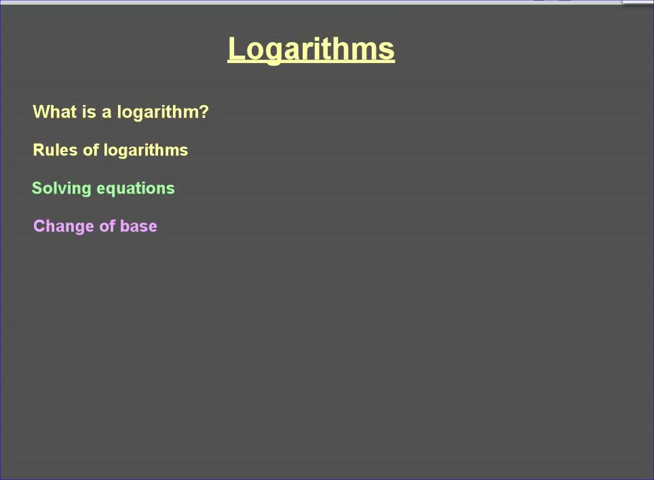 Logarithms
What is a logarithm?
Rules of logarithms
Solving equations
Change of base